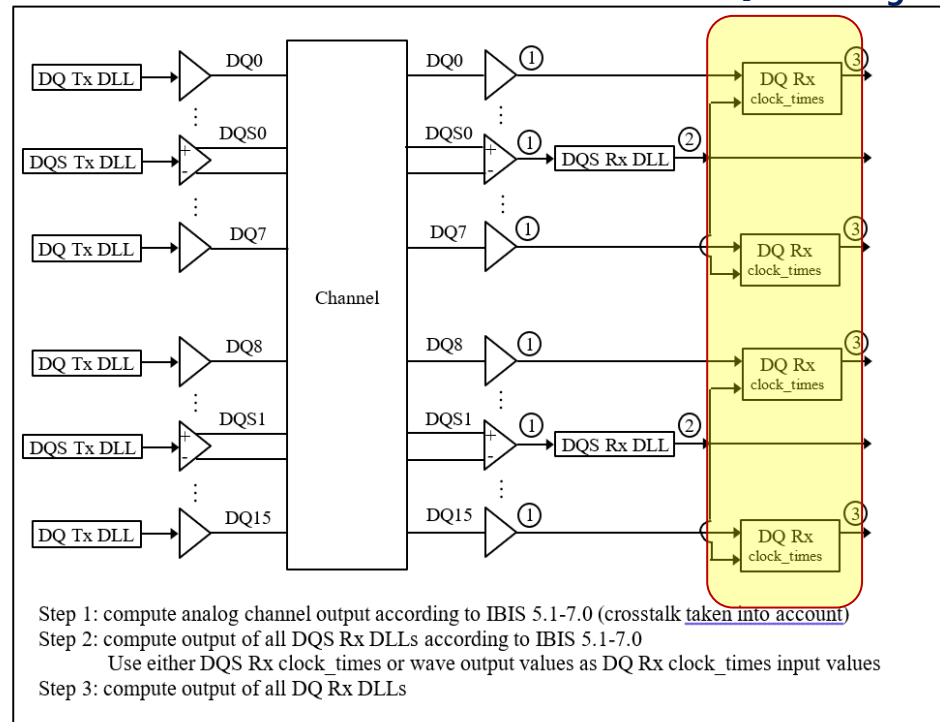 DQ0
DQ0
1
3
DQ Tx DLL
DQ Rx
clock_times
DQS0
DQS0
+
-
+
-
1
2
DQS Tx DLL
DQS Rx DLL
DQ7
DQ7
1
3
DQ Tx DLL
DQ Rx
clock_times
Channel
DQ8
DQ8
1
3
DQ Tx DLL
DQ Rx
clock_times
DQS1
DQS1
+
-
+
-
1
2
DQS Tx DLL
DQS Rx DLL
DQ15
DQ15
1
3
DQ Tx DLL
DQ Rx
clock_times
Step 1: compute analog channel output according to IBIS 5.1-7.0 (crosstalk taken into account)
Step 2: compute output of all DQS Rx DLLs according to IBIS 5.1-7.0
Use either DQS Rx clock_times or wave output values as DQ Rx clock_times input values
Step 3: compute output of all DQ Rx DLLs